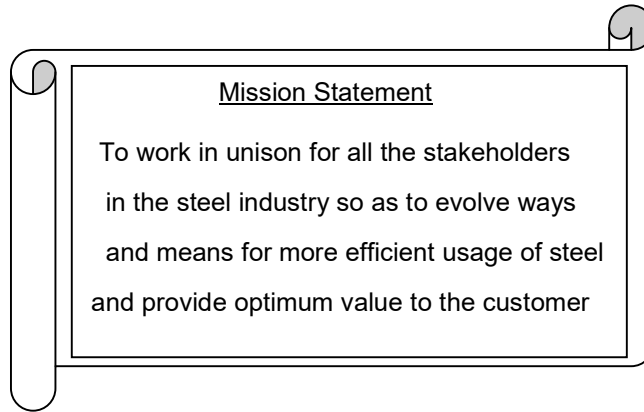 Mission Statement
To work in unison for all the stakeholders
in the steel industry so as to evolve ways
and means for more efficient usage of steel
and provide optimum value to the customer